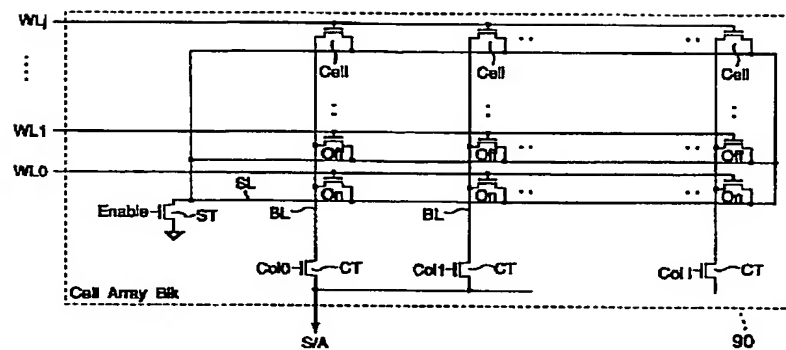 WLj
Cell Cell Cell
WL1
Off Off Off
WL0
On On On
SL
Enable ST BL BL
Col0 CT Col1 CT Col i CT
Cell Array Blk
S/A 90